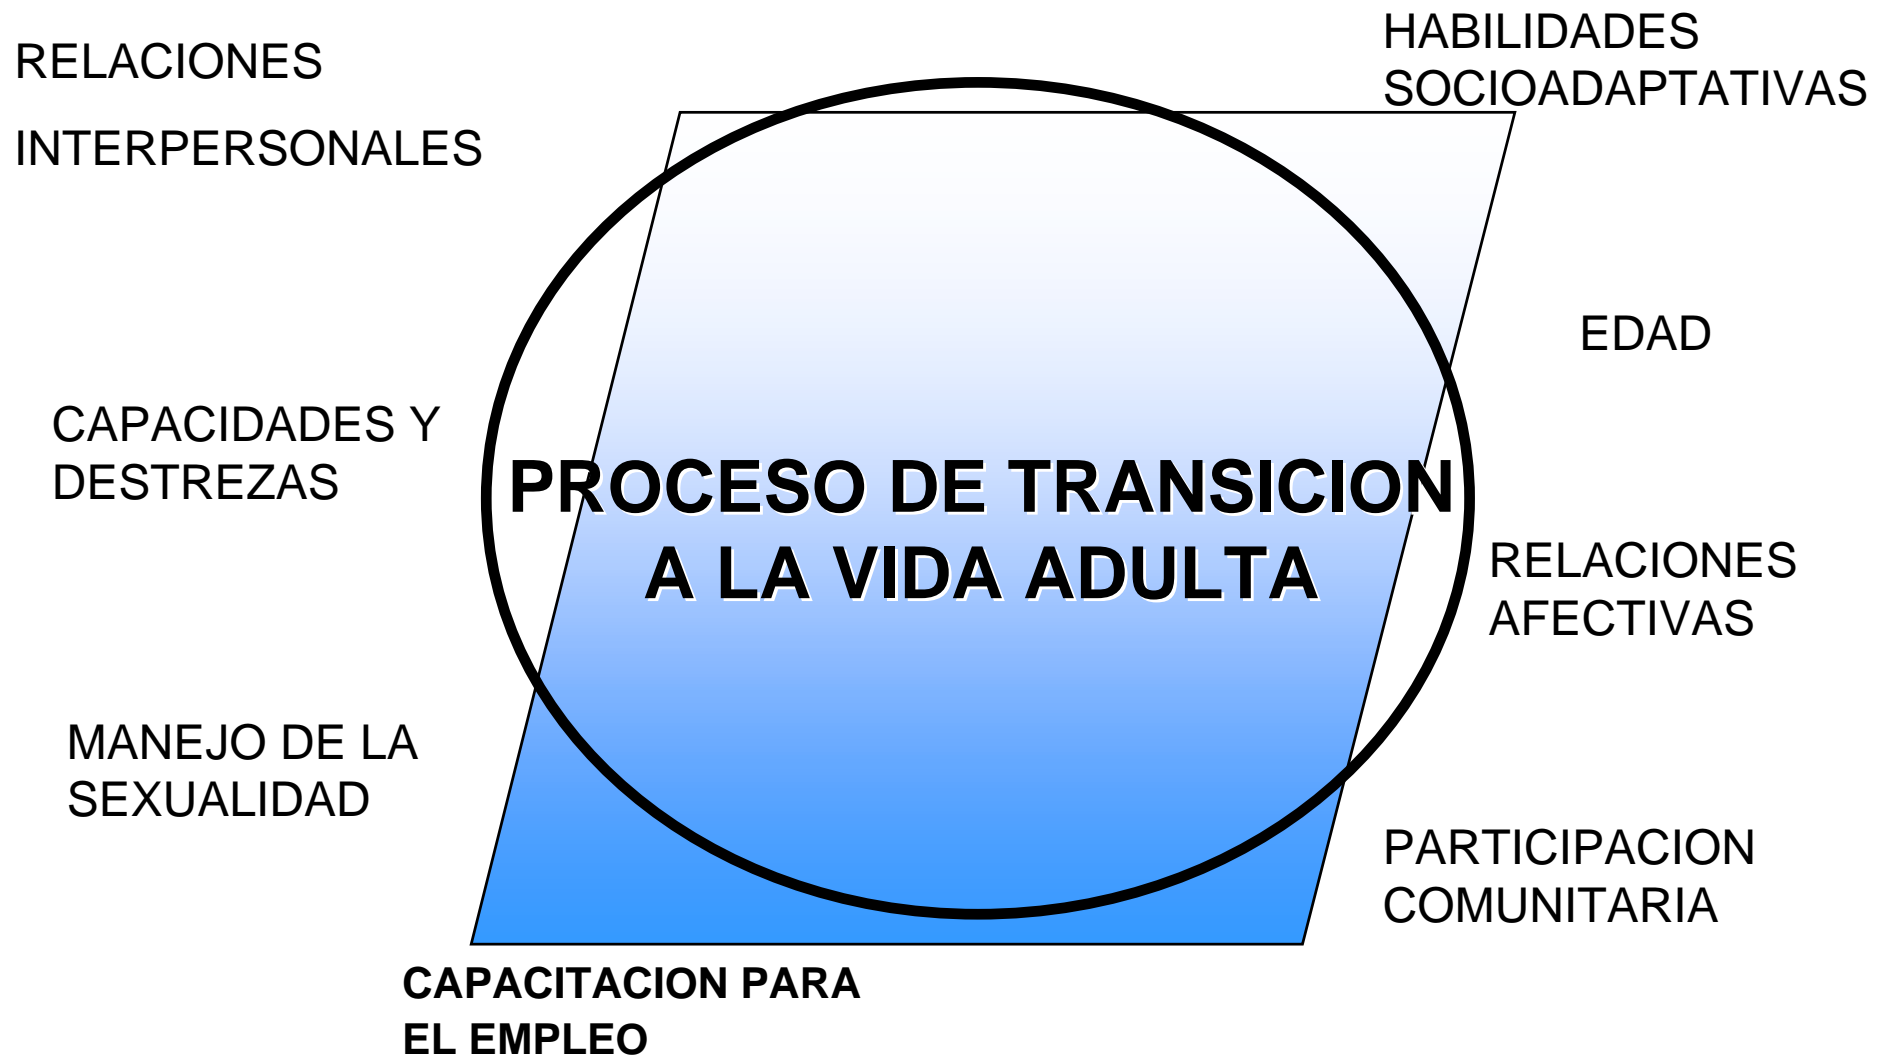 RELACIONES
INTERPERSONALES
HABILIDADES
SOCIOADAPTATIVAS
EDAD
CAPACIDADES Y
DESTREZAS
PROCESO DE TRANSICION
A LA VIDA ADULTA
RELACIONES
AFECTIVAS
MANEJO DE LA
SEXUALIDAD
PARTICIPACION
COMUNITARIA
CAPACITACION PARA
EL EMPLEO